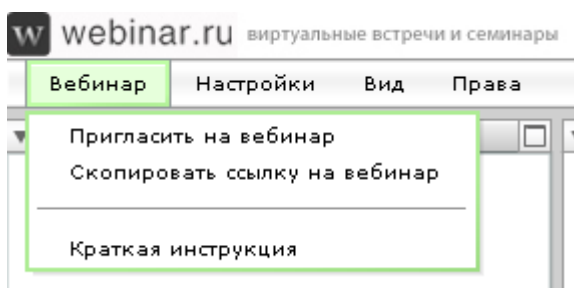 w webinar.ru виртуальные встречи и семинары
Вебинар Настройки Вид Права
Пригласить на вебинар
Скопировать ссылку на вебинар
Краткая инструкция